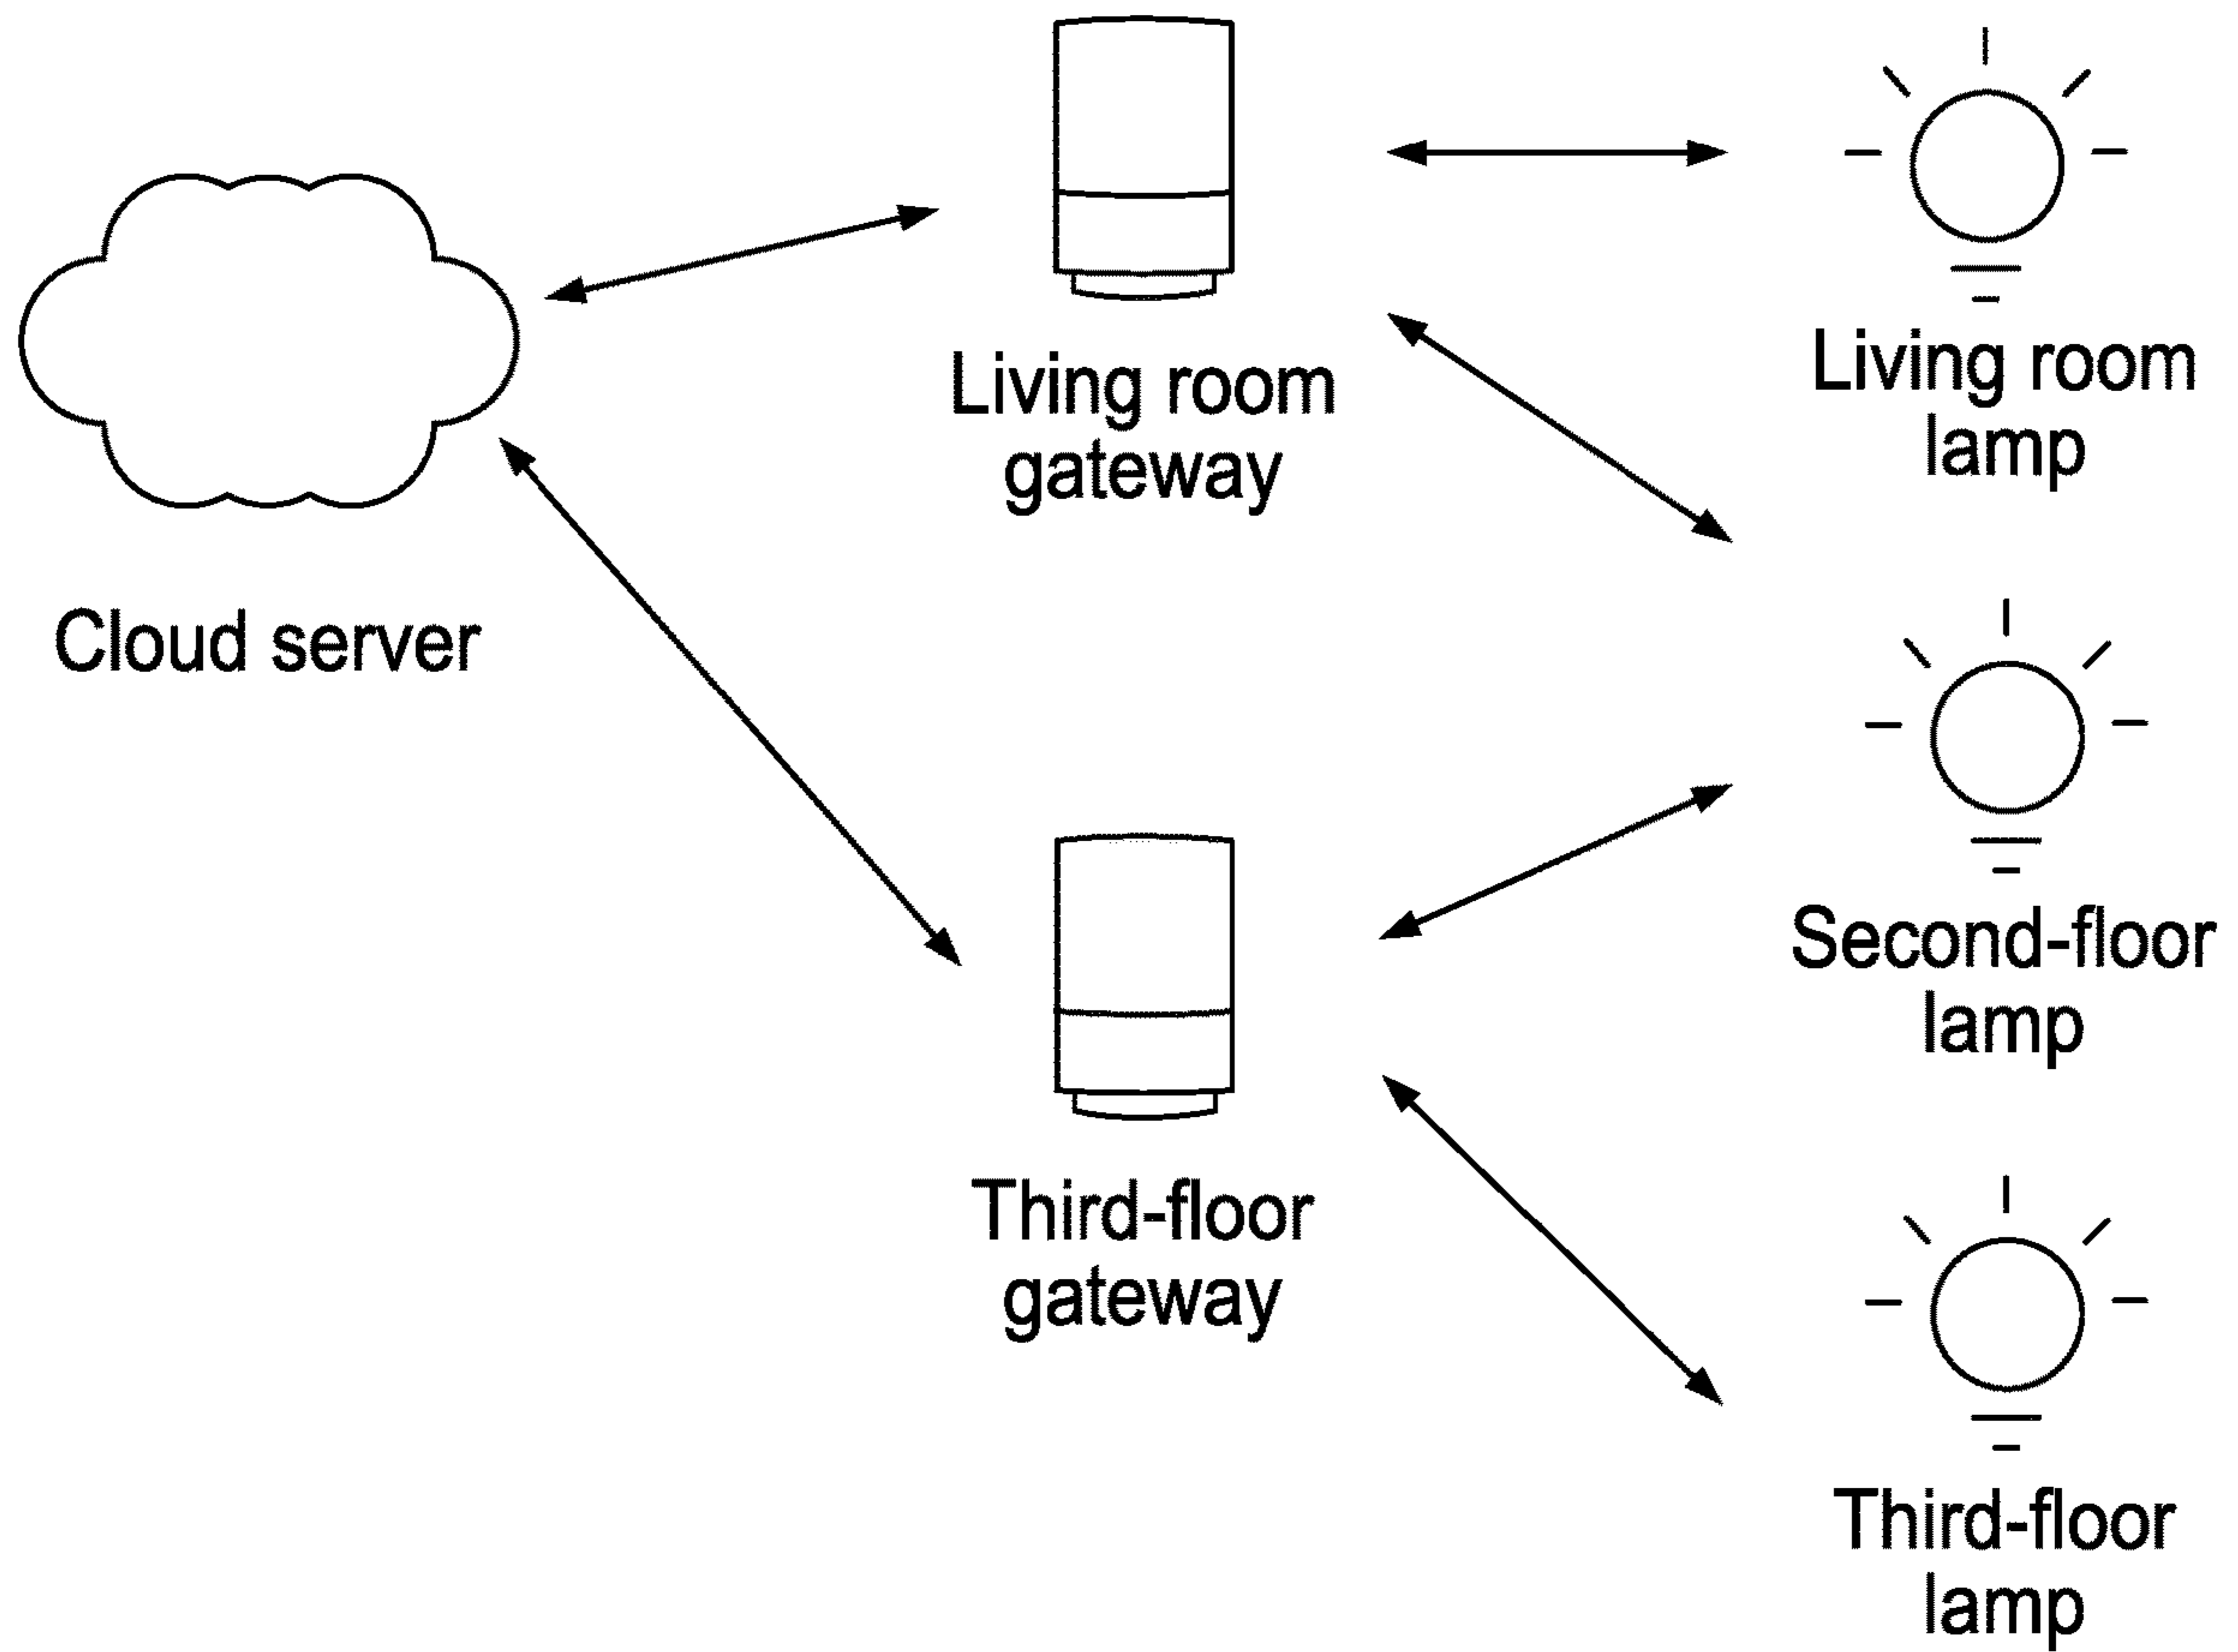 Living room
gateway
Living room
lamp
Cloud server
Second-floor
lamp
Third-floor
gateway
Third-floor
lamp